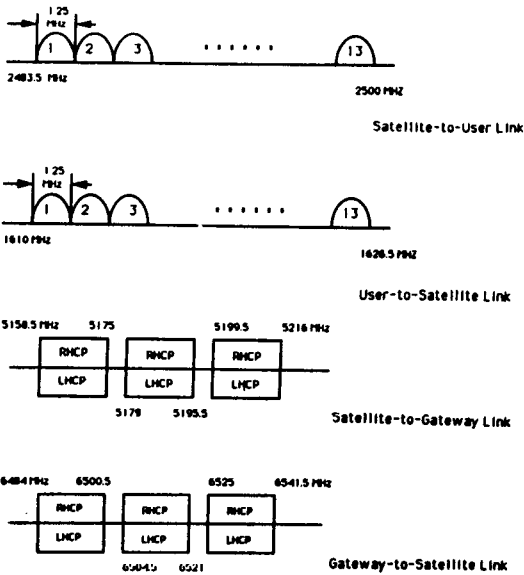 1.25
MHz
1 2 3 13
2483.5 MHz 2500 MHZ
Satellite-to-User Link
1.25
MHz
1 2 3 13
1610 MHz 1626.5 MHz
User-to-Satellite Link
5158.5 MHz 5175 5199.5 5216 MHz
RHCP RHCP RHCP
LHCP LHCP LHCP
5179 5195.5
Satellite-to-Gateway Link
6484 MHz 6500.5 6525 6541.5 MHz
RHCP RHCP RHCP
LHCP LHCP LHCP
6504.5 6521
Gateway-to-Satellite Link